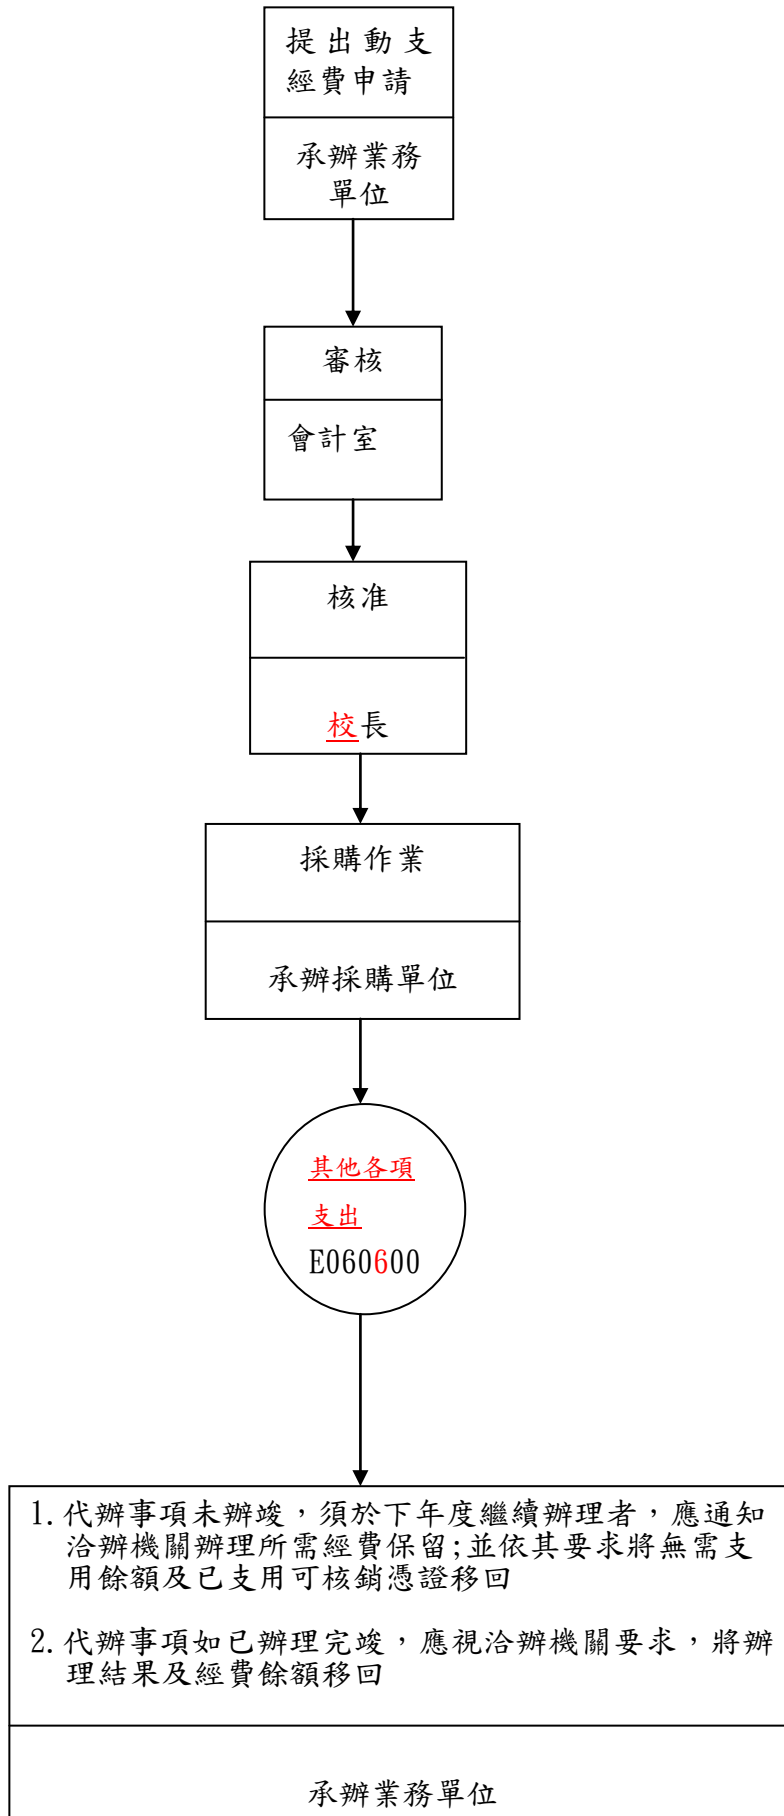 提出動支
經費申請
承辦業務
單位
審核
會計室
核准
校長
採購作業
承辦採購單位
其他各項
支出
E060600
1.代辦事項未辦竣，須於下年度繼續辦理者，應通知
洽辦機關辦理所需經費保留;並依其要求將無需支
用餘額及已支用可核銷憑證移回
2.代辦事項如已辦理完竣，應視洽辦機關要求，將辦
理結果及經費餘額移回
承辦業務單位